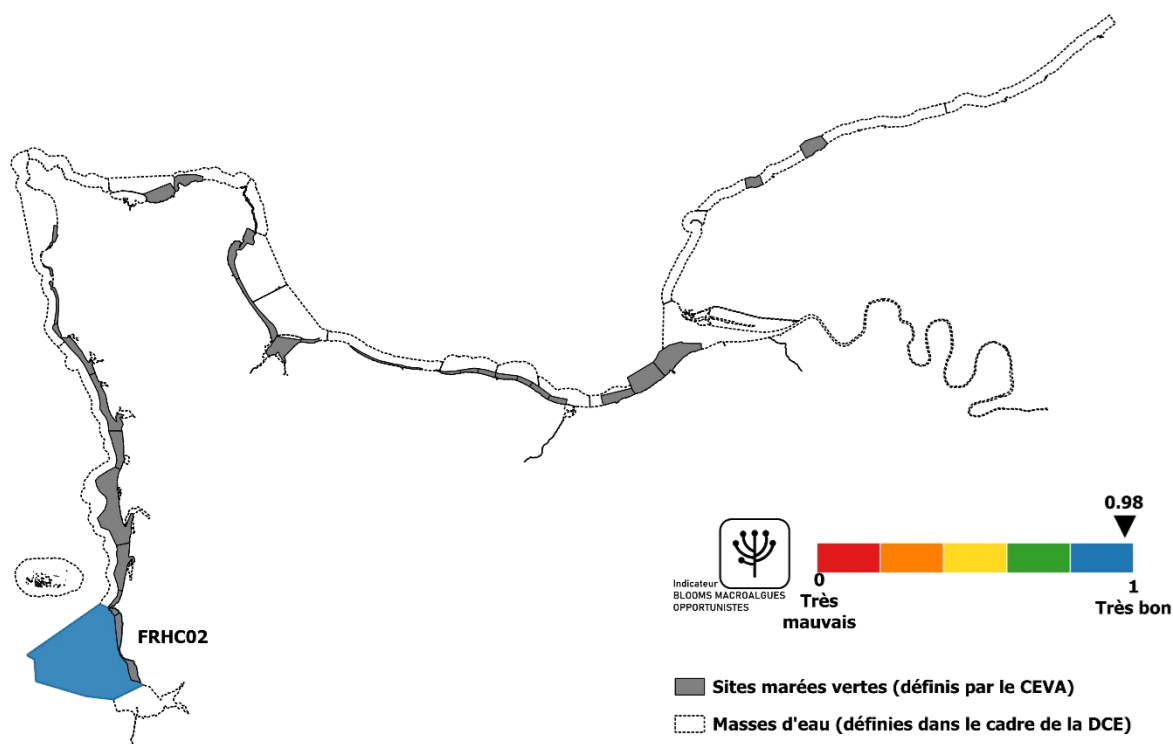 FRHC02
0.98
Indicateur
BLOOMS MACROALGUES
OPPORTUNISTES
0
Très
mauvais
1
Très bon
Sites marées vertes (définis par le CEVA)
Masses d'eau (définies dans le cadre de la DCE)